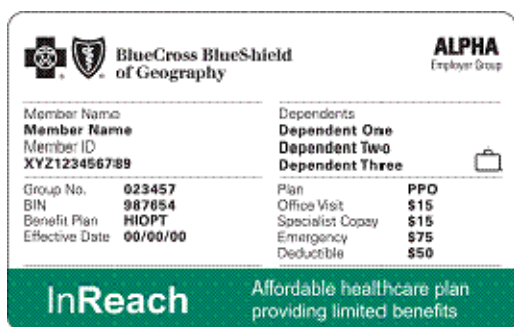 BlueCross BlueShield
of Geography
ALPHA
Employer Group
Member Name
Member Name
Member ID
XYZ123456789
Dependents
Dependent One
Dependent Two
Dependent Three
Group No. 023457
BIN 987654
Benefit Plan HIOPT
Effective Date 00/00/00
Plan PPO
Office Visit $15
Specialist Copay $15
Emergency $75
Deductible $50
InReach
Affordable healthcare plan
providing limited benefits